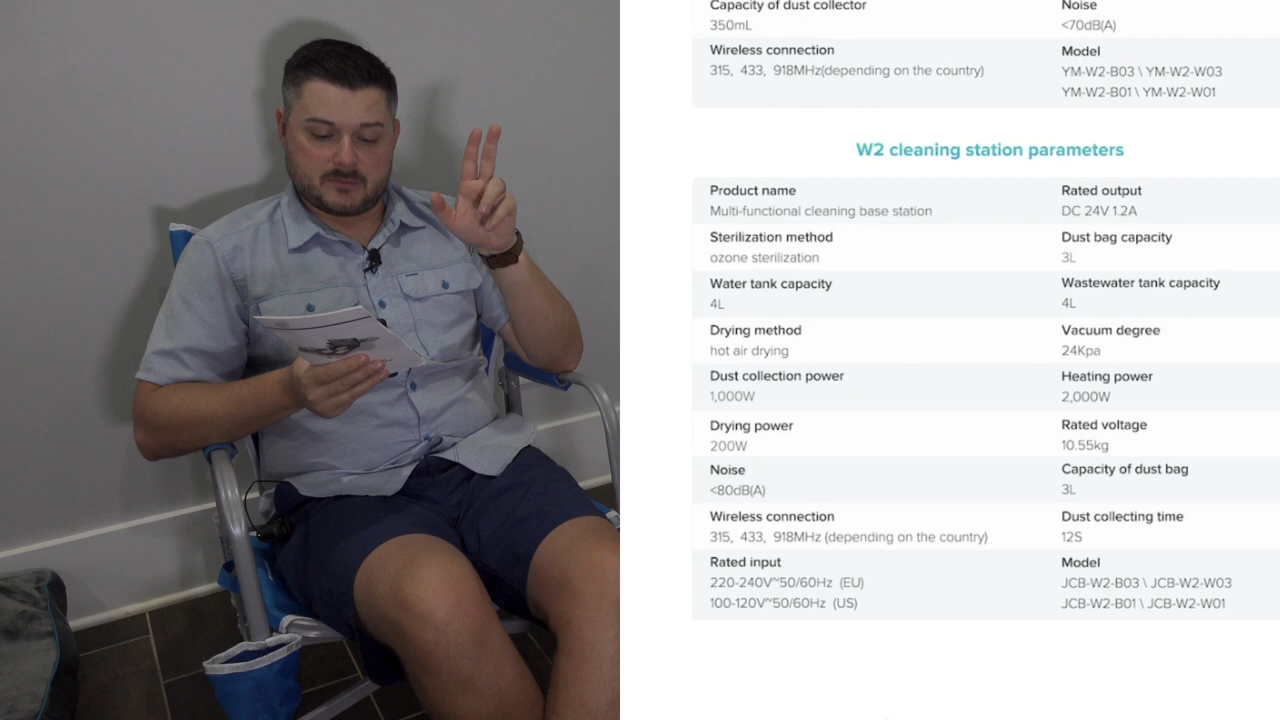 Capacity of dust collector
350mL
Noise
<70dB(A)
Wireless connection
315, 433, 918MHz(depending on the country)
Model
YM-W2-B03 \ YM-W2-W03
YM-W2-B01 \ YM-W2-W01
W2 cleaning station parameters
Product name
Multi-functional cleaning base station
Rated output
DC 24V 1.2A
Sterilization method
ozone sterilization
Dust bag capacity
3L
Water tank capacity
4L
Wastewater tank capacity
4L
Drying method
hot air drying
Vacuum degree
24Kpa
Dust collection power
1,000W
Heating power
2,000W
Drying power
200W
Rated voltage
10.55kg
Noise
<80dB(A)
Capacity of dust bag
3L
Wireless connection
315, 433, 918MHz (depending on the country)
Dust collecting time
12S
Rated input
220-240V~50/60Hz (EU)
100-120V~50/60Hz (US)
Model
JCB-W2-B03 \ JCB-W2-W03
JCB-W2-B01 \ JCB-W2-W01